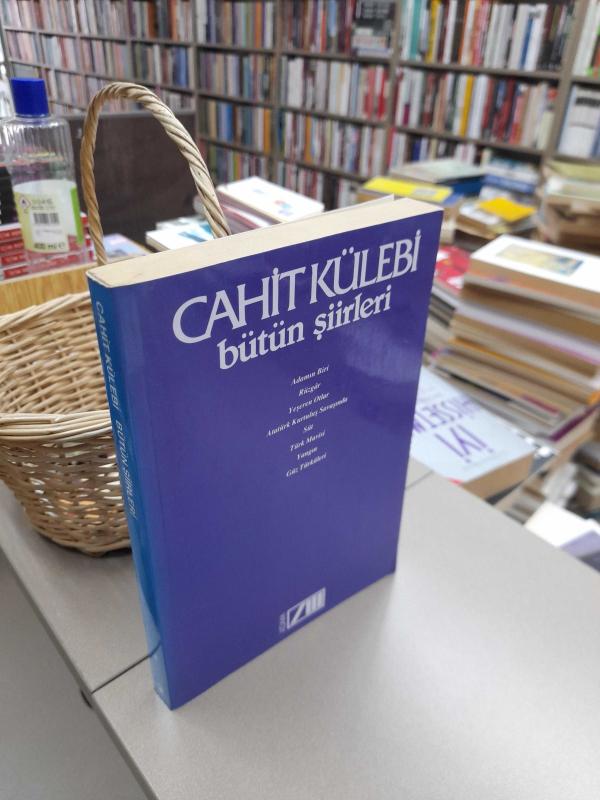 CAHİT KÜLEBİ
bütün şiirleri
Adamın Biri
Rüzgâr
Yeşeren Otlar
Atatürk Kurtuluş Savaşında
Süt
Türk Mavisi
Yangın
Güz Türküleri
CAHİT KÜLEBİ BÜTÜN ŞİİRLERİ
İYİ